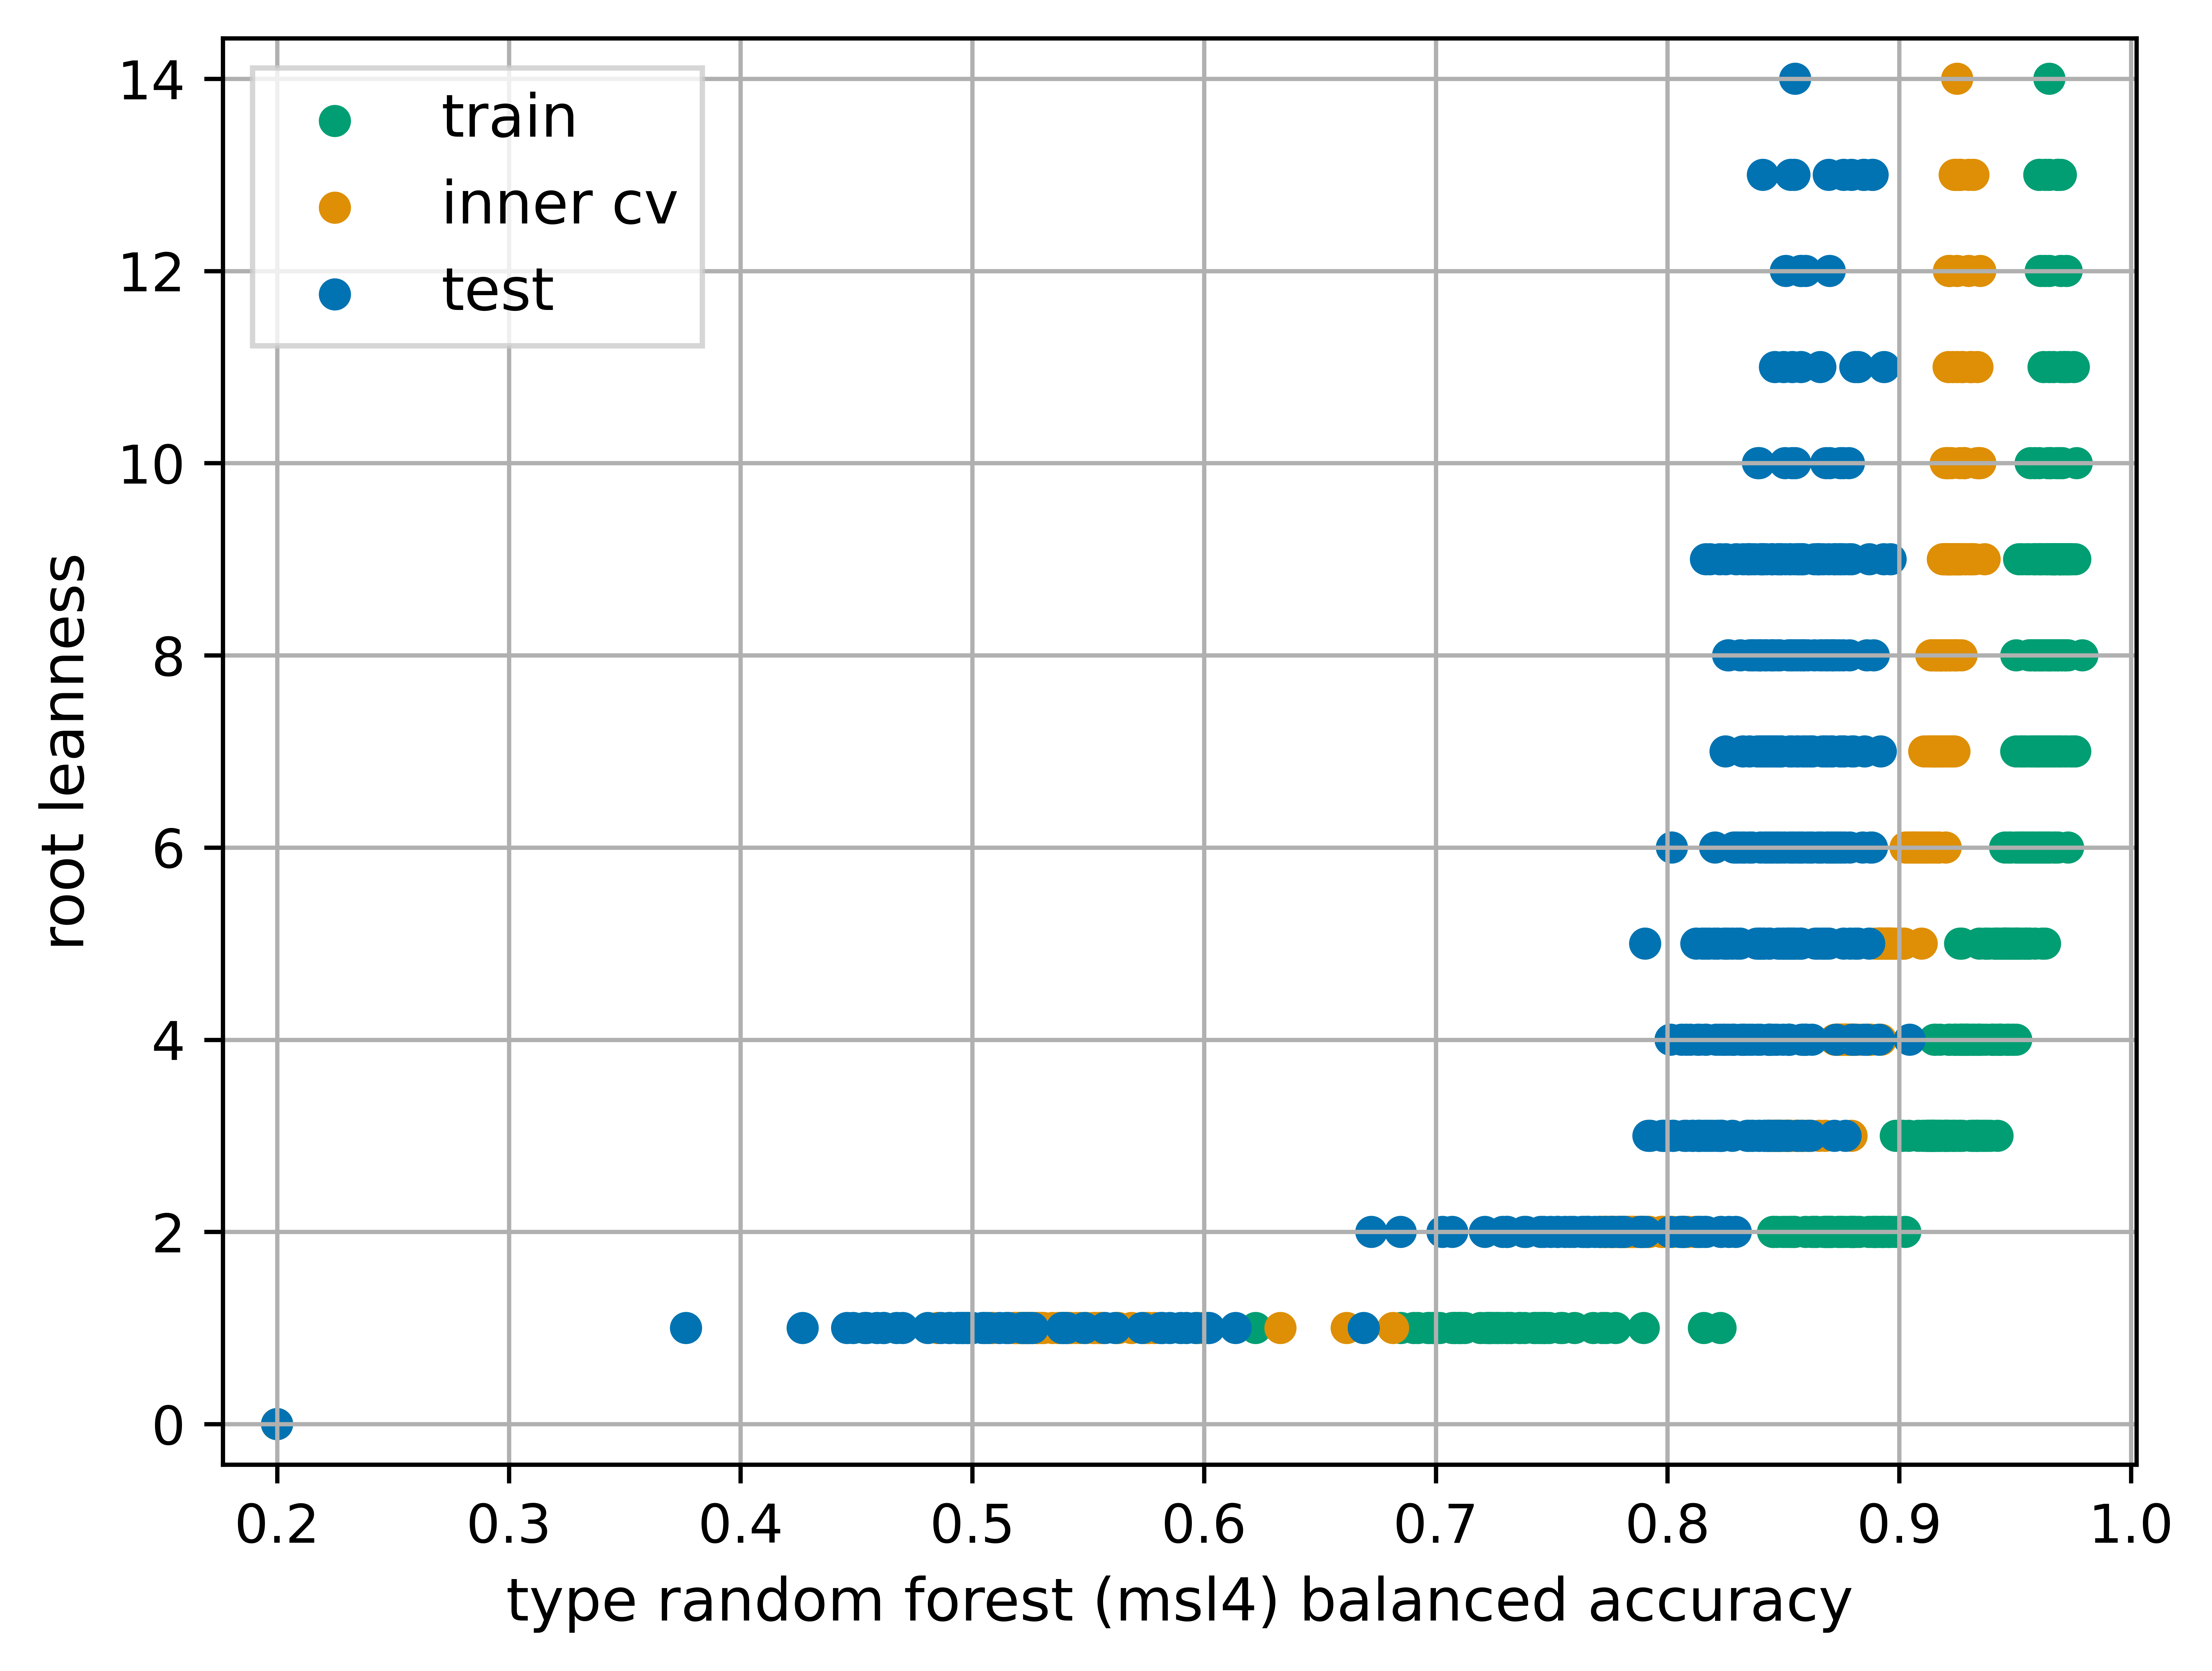 train
inner cv
test
14
12
10
8
6
4
2
0
root leanness
0.2 0.3 0.4 0.5 0.6 0.7 0.8 0.9 1.0
type random forest (msl4) balanced accuracy